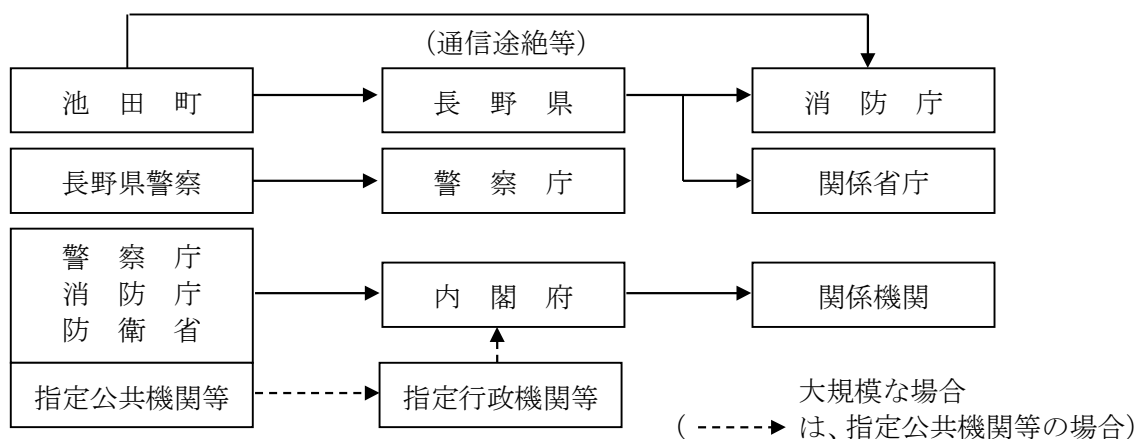 (通信途絶等)
池 田 町
長 野 県
消 防 庁
長野県警察
警 察 庁
関係省庁
警 察 庁
消 防 庁
防 衛 省
内 閣 府
関係機関
指定公共機関等
指定行政機関等
大規模な場合
( は、指定公共機関等の場合)